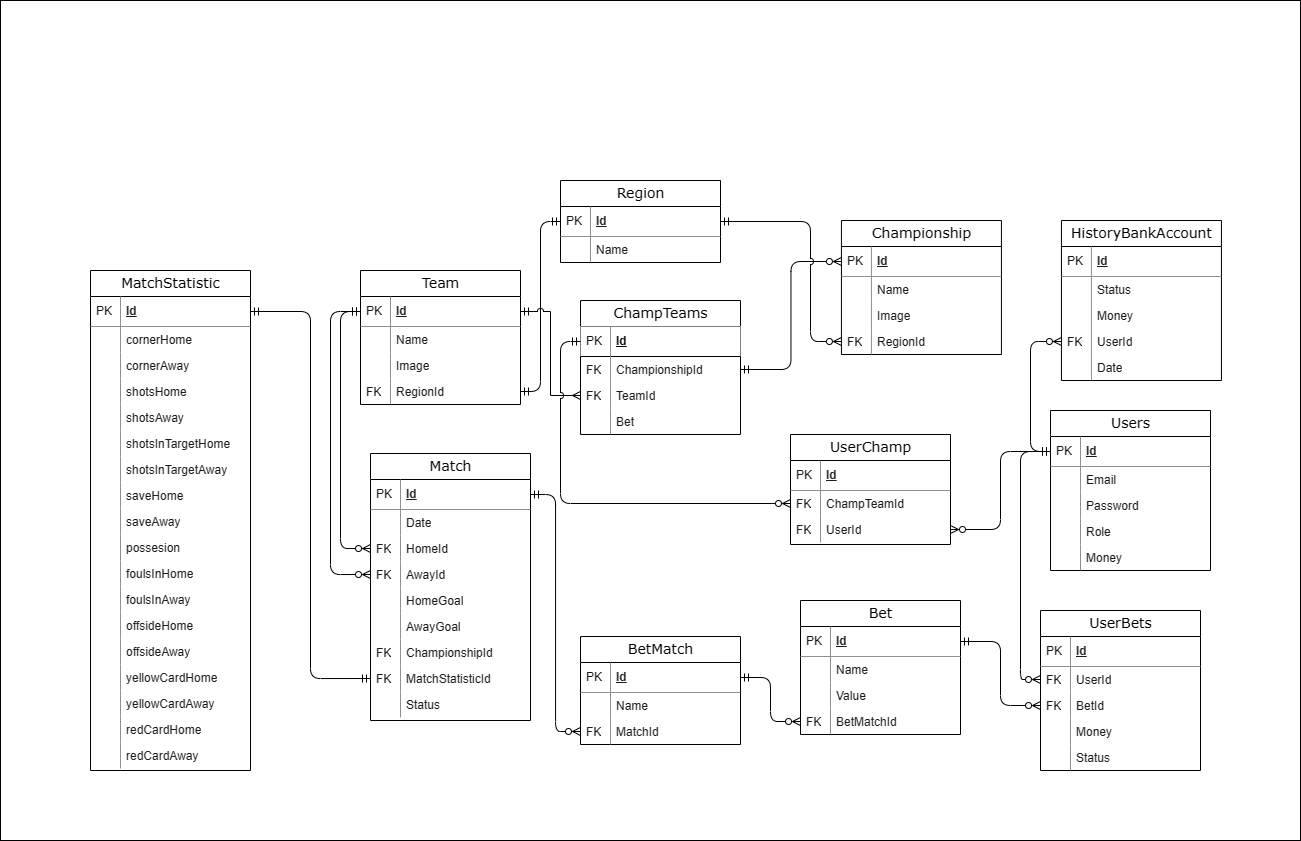 Region
PK Id
Name
Championship
PK Id
Name
Image
FK RegionId
HistoryBankAccount
PK Id
Status
Money
FK UserId
Date
MatchStatistic
PK Id
cornerHome
cornerAway
shotsHome
shotsAway
shotsInTargetHome
shotsInTargetAway
saveHome
saveAway
possesion
foulsInHome
foulsInAway
offsideHome
offsideAway
yellowCardHome
yellowCardAway
redCardHome
redCardAway
Team
PK Id
Name
Image
FK RegionId
ChampTeams
PK Id
FK ChampionshipId
FK TeamId
Bet
Match
PK Id
Date
FK HomeId
FK AwayId
HomeGoal
AwayGoal
FK ChampionshipId
FK MatchStatisticId
Status
UserChamp
PK Id
FK ChampTeamId
FK UserId
Users
PK Id
Email
Password
Role
Money
BetMatch
PK Id
Name
FK MatchId
Bet
PK Id
Name
Value
FK BetMatchId
UserBets
PK Id
FK UserId
FK BetId
Money
Status